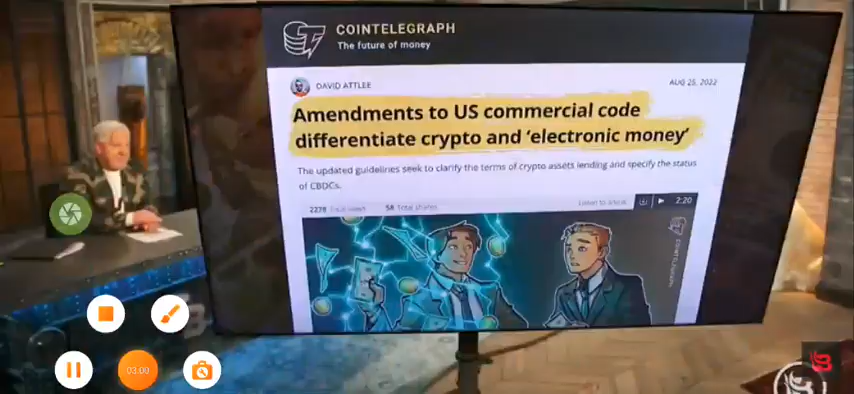 COINTELEGRAPH
The future of money
DAVID ATTLEE
AUG 25, 2022
Amendments to US commercial code
differentiate crypto and ‘electronic money’
The updated guidelines seek to clarify the terms of crypto assets lending and specify the status
of CBDCs.
2278 Total views 58 Total shares
2:20
03:00